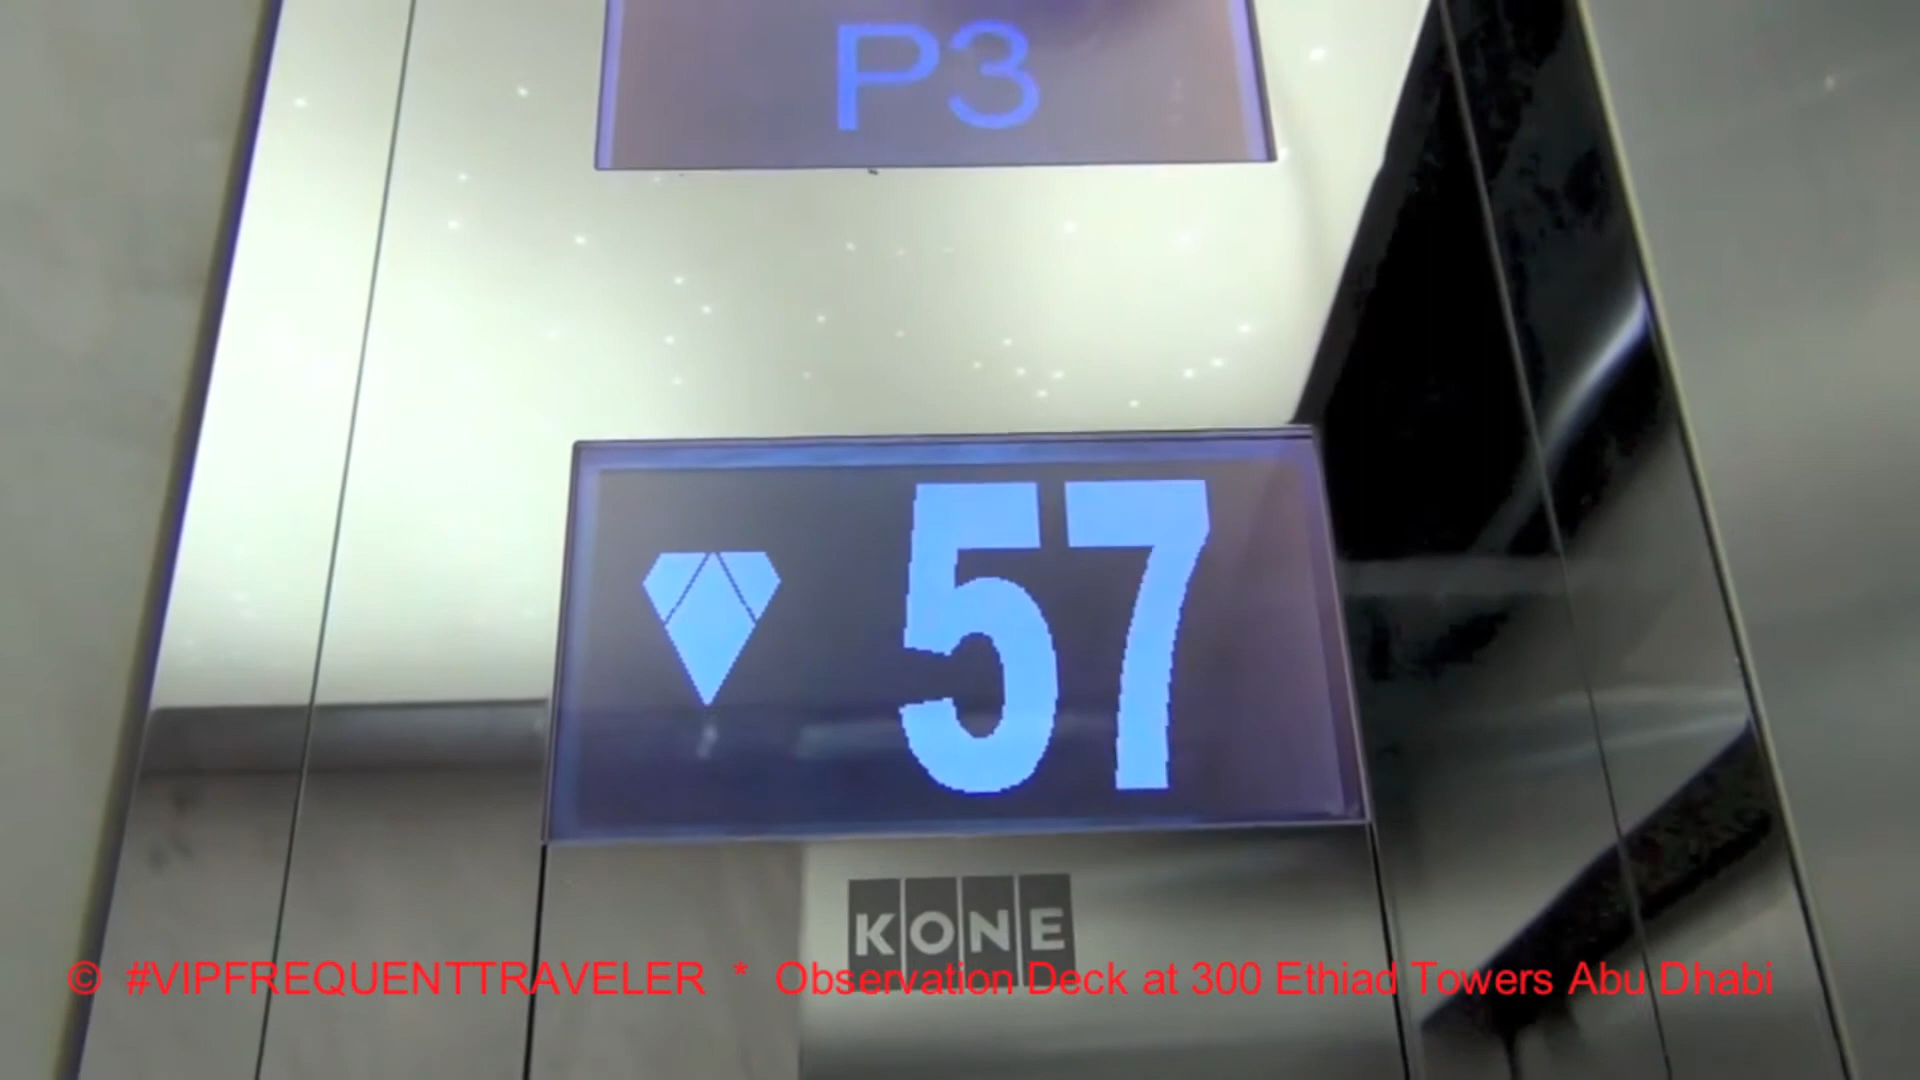 P3
57
KONE
© #VIPFREQUENTTRAVELER * Observation Deck at 300 Ethiad Towers Abu Dhabi